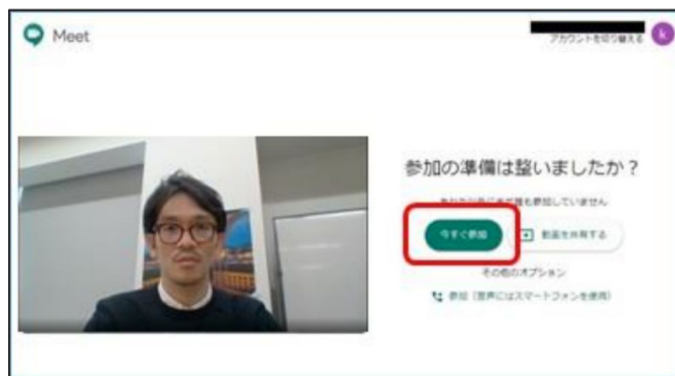 Meet
アカウントを切り替える
k
参加の準備は整いましたか？
今すぐ参加
動画を共有する
その他のオプション
参加（音声にはスマートフォンを使用）